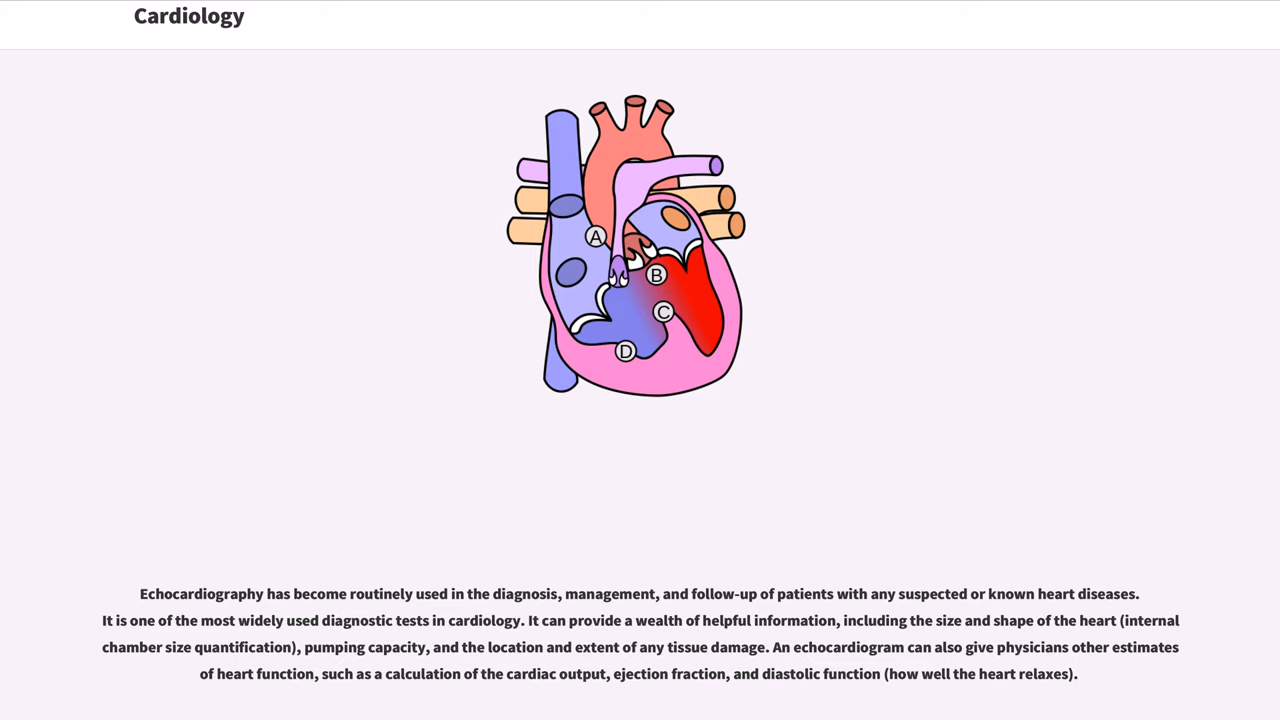 Cardiology
A
B
C
D
Echocardiography has become routinely used in the diagnosis, management, and follow-up of patients with any suspected or known heart diseases.
It is one of the most widely used diagnostic tests in cardiology. It can provide a wealth of helpful information, including the size and shape of the heart (internal
chamber size quantification), pumping capacity, and the location and extent of any tissue damage. An echocardiogram can also give physicians other estimates
of heart function, such as a calculation of the cardiac output, ejection fraction, and diastolic function (how well the heart relaxes).